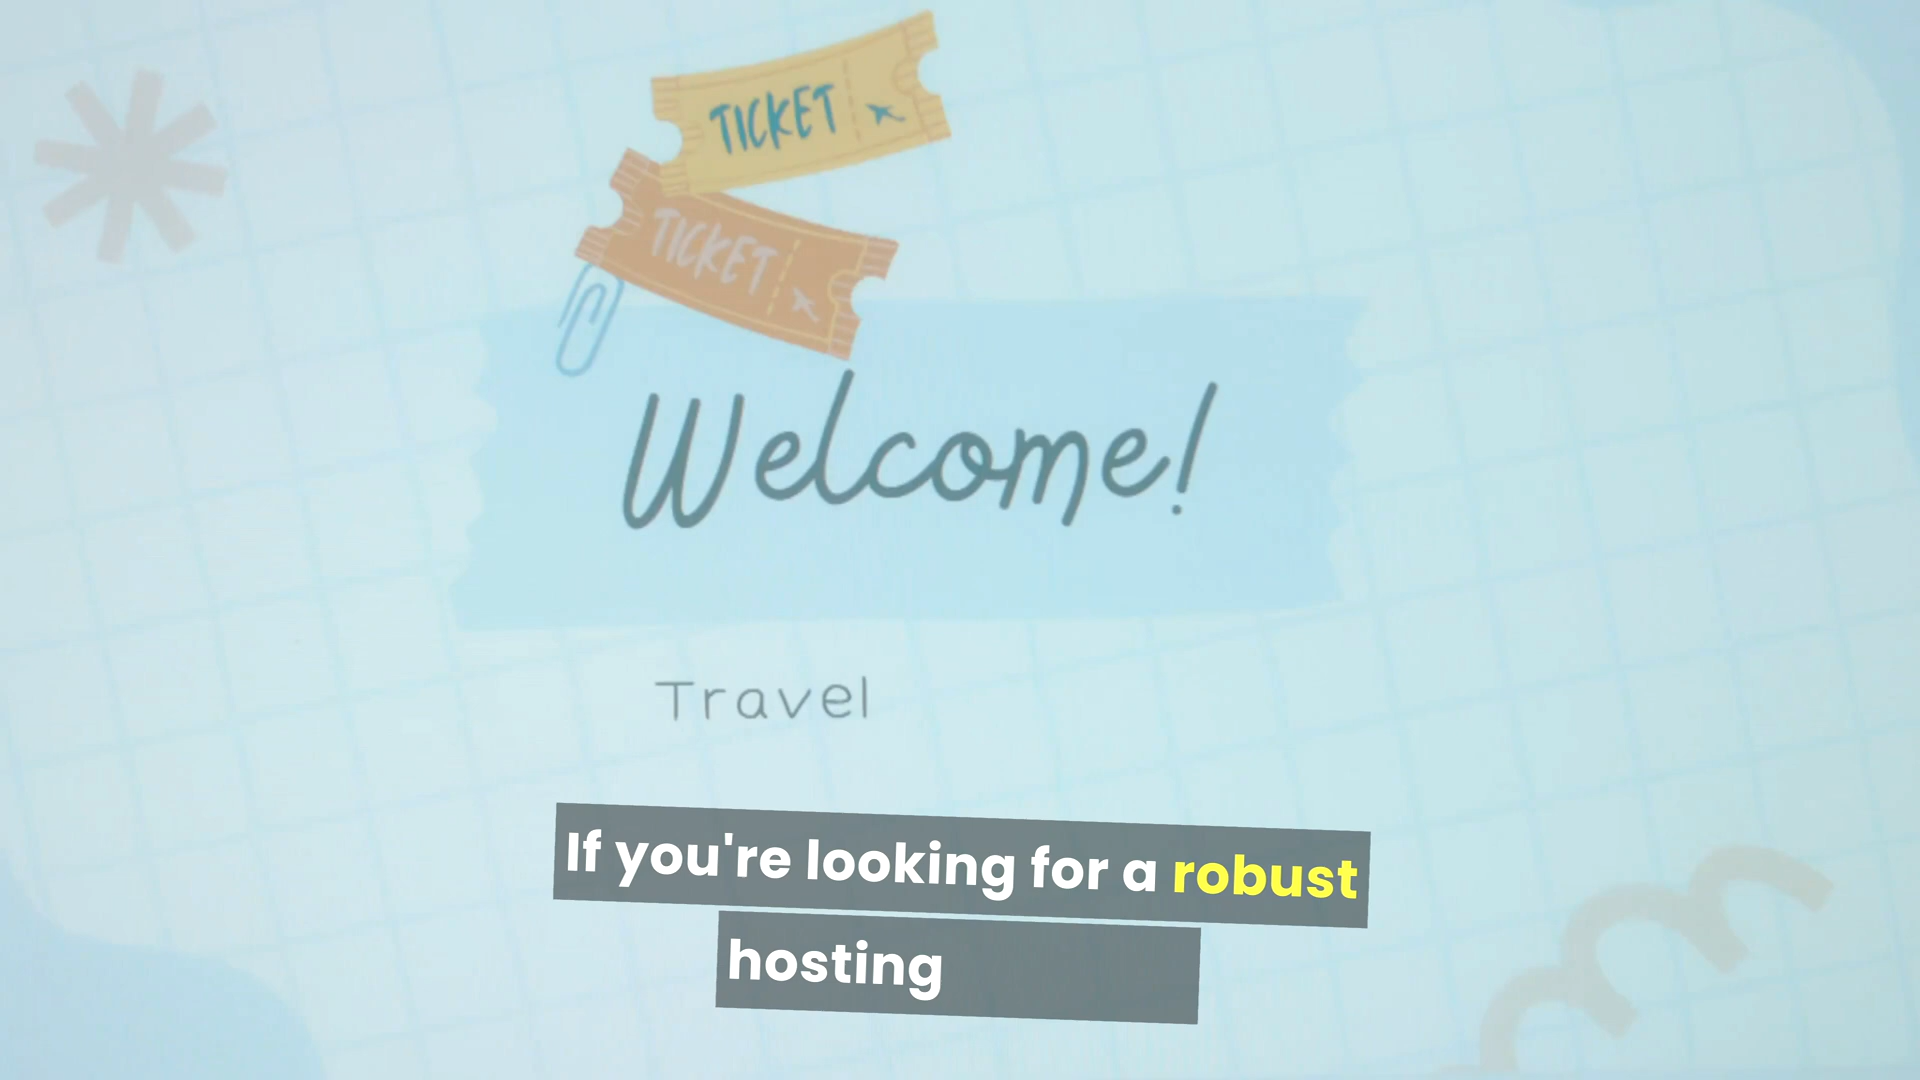 TICKET
TICKET
Welcome!
Travel
If you're looking for a robust
hosting